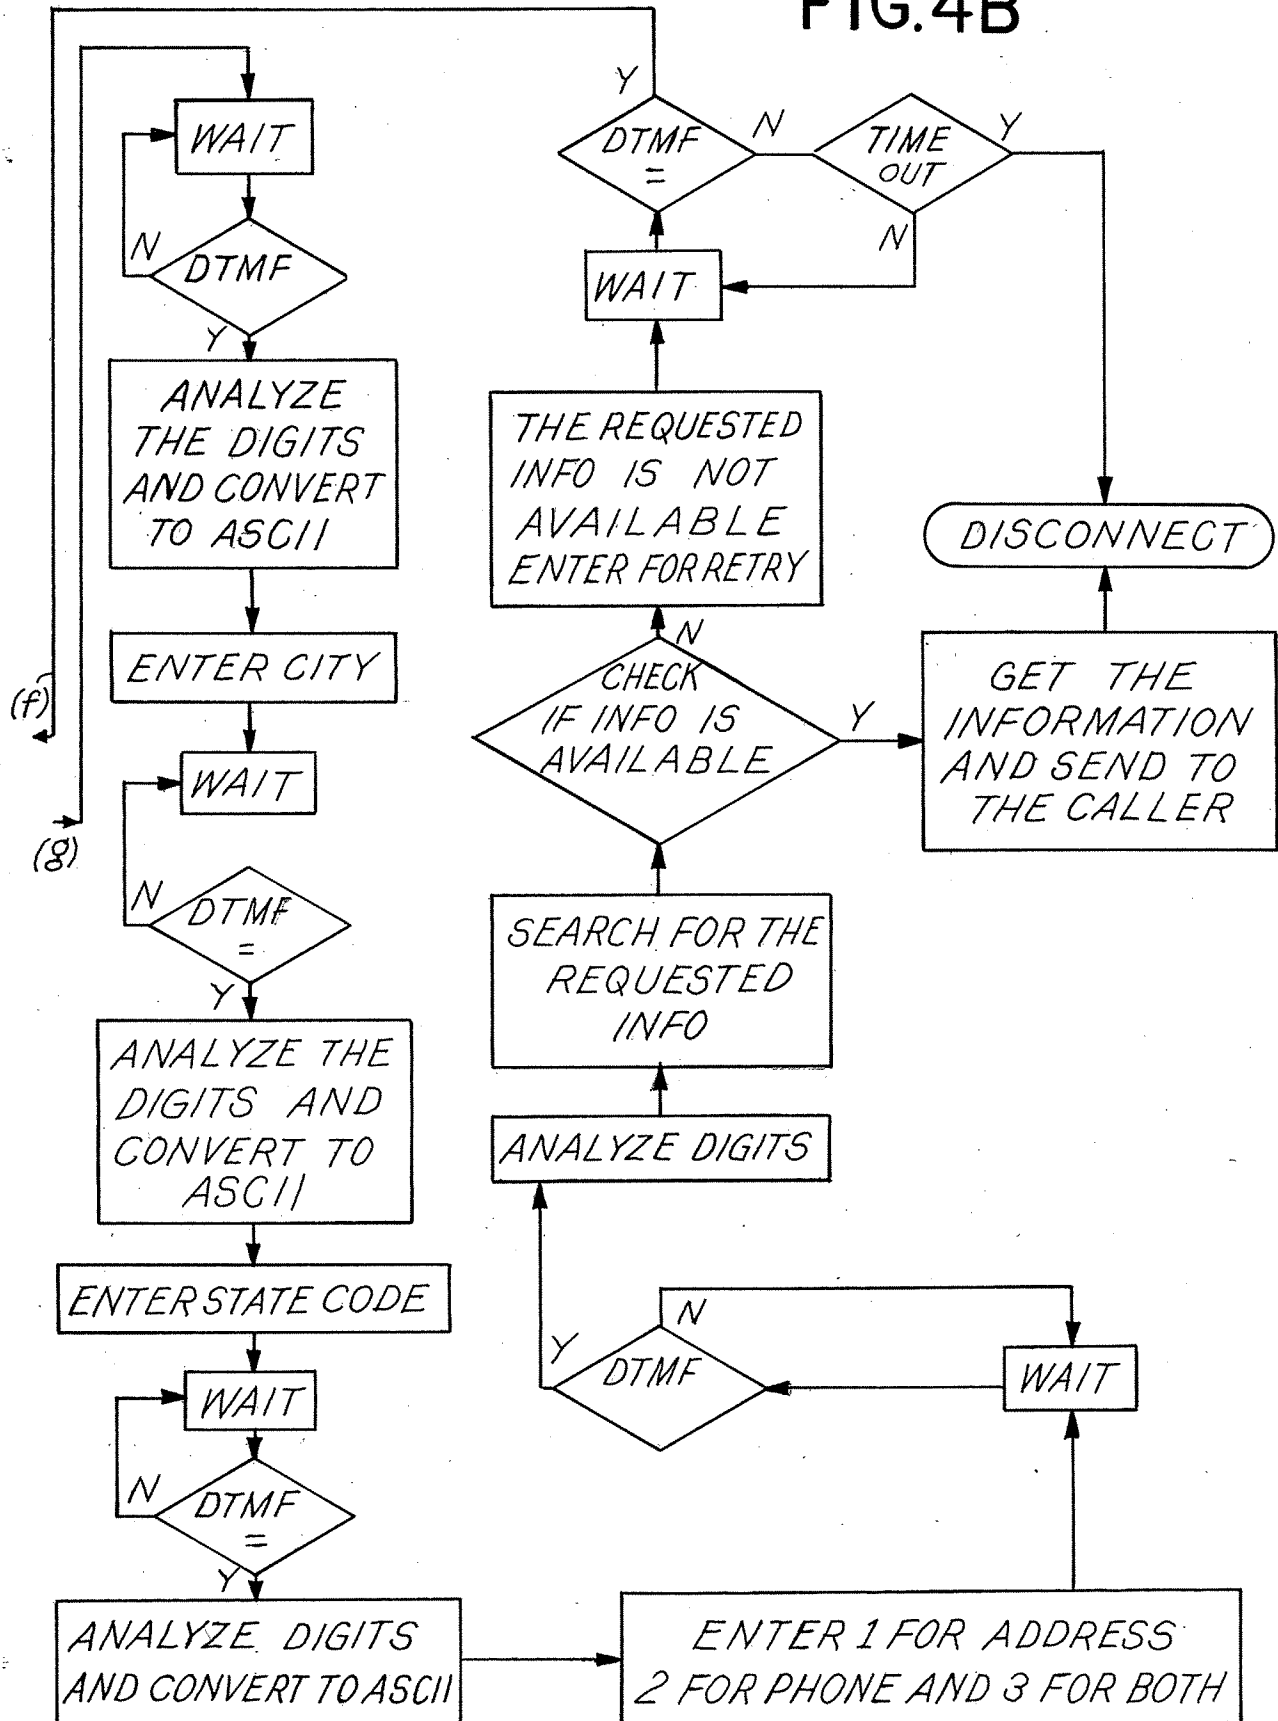 FIG. 4B
WAIT
N
DTMF
Y
ANALYZE
THE DIGITS
AND CONVERT
TO ASCII
ENTER CITY
(f)
WAIT
(g)
N
DTMF
=
Y
ANALYZE THE
DIGITS AND
CONVERT TO
ASCII
ENTER STATE CODE
WAIT
N
DTMF
=
Y
ANALYZE DIGITS
AND CONVERT TO ASCII
ENTER 1 FOR ADDRESS
2 FOR PHONE AND 3 FOR BOTH
WAIT
N
DTMF
Y
ANALYZE DIGITS
SEARCH FOR THE
REQUESTED
INFO
CHECK
IF INFO IS
AVAILABLE
N
Y
THE REQUESTED
INFO IS NOT
AVAILABLE
ENTER FOR RETRY
WAIT
DTMF
=
Y
N
TIME
OUT
Y
N
GET THE
INFORMATION
AND SEND TO
THE CALLER
DISCONNECT